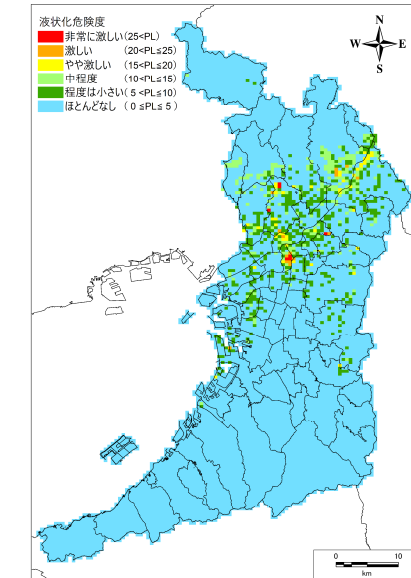 液状化危険度
非常に激しい(25<PL)
激しい (20<PL≤25)
やや激しい (15<PL≤20)
中程度 (10<PL≤15)
程度は小さい( 5 <PL≤10)
ほとんどなし ( 0 ≤PL≤ 5 )
N
W E
S
0 10
km